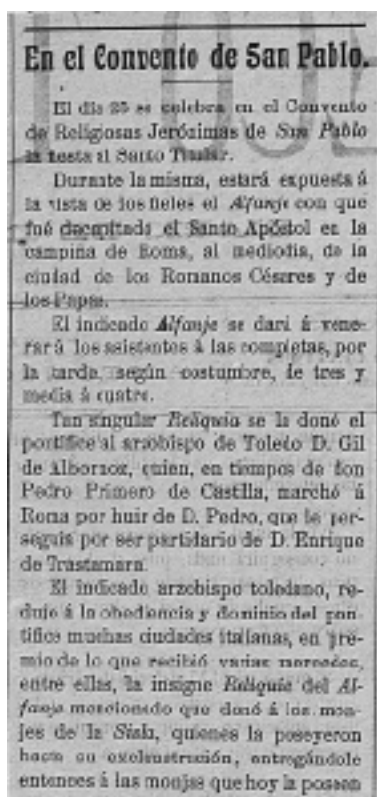 En el Convento de San Pablo.
El día 25 se celebra en el Convento
de Religiosas Jerónimas de San Pablo
la fiesta al Santo Titular.
Durante la misma, estará expuesta á
la vista de los fieles el Alfanje con que
fué decapitado el Santo Apóstol en la
campiña de Roma, al mediodía, de la
ciudad de los Romanos Césares y de
los Papas.
El indicado Alfanje se dará á vene-
rar á los asistentes á las completas, por
la tarde, según costumbre, de tres y
media á cuatro.
Tan singular Reliquia se la donó el
pontífice al arzobispo de Toledo D. Gil
de Albornoz, quien, en tiempos de don
Pedro Primero de Castilla, marchó á
Roma por huir de D. Pedro, que le per-
seguía por ser partidario de D. Enrique
de Trastamara.
El indicado arzobispo toledano, re-
dujo á la obediencia y dominio del pon-
tífice muchas ciudades italianas, en pre-
mio de lo que recibió varias mercedes,
entre ellas, la insigne Reliquia del Al-
fanje mencionado que donó á los mon-
jes de la Sisla, quienes la poseyeron
hasta su exclaustración, entregándole
entonces á las monjas que hoy la poseen